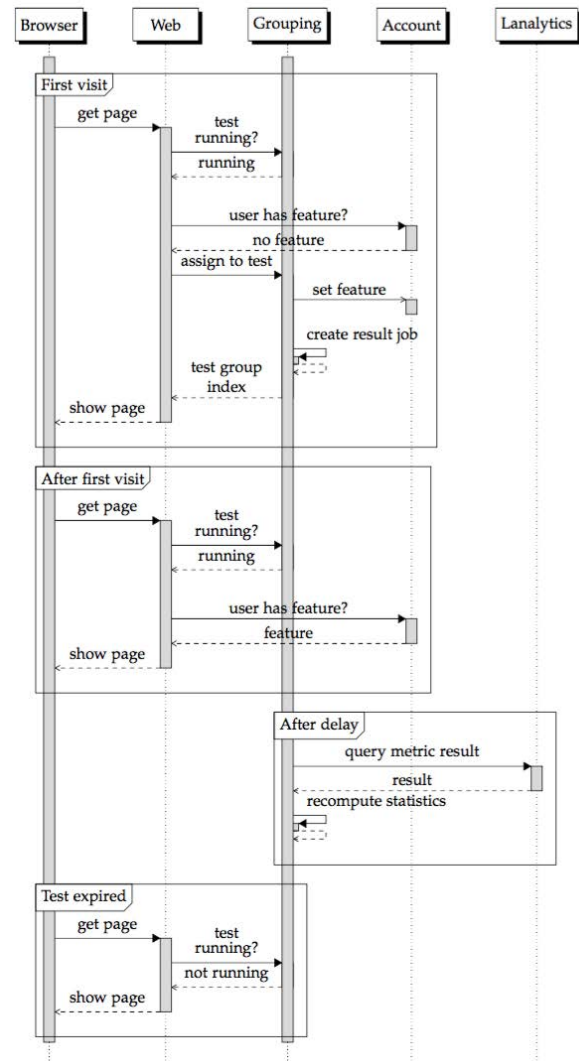 Browser Web Grouping Account Lanalytics
First visit
get page
test
running?
running
user has feature?
no feature
assign to test
set feature
create result job
test group
index
show page
After first visit
get page
test
running?
running
user has feature?
feature
show page
After delay
query metric result
result
recompute statistics
Test expired
get page
test
running?
not running
show page